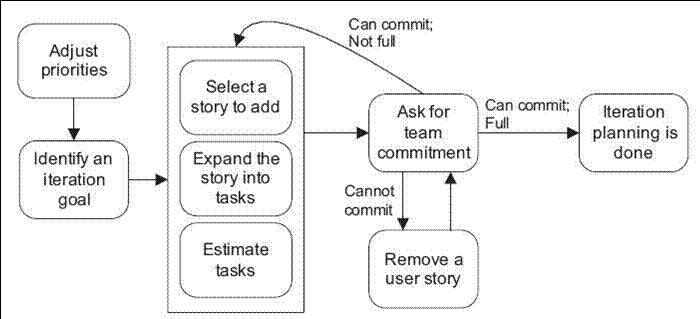 Adjust
priorities
Identify an
iteration
goal
Select a
story to add
Expand the
story into
tasks
Estimate
tasks
Can commit;
Not full
Ask for
team
commitment
Can commit;
Full
Iteration
planning is
done
Cannot
commit
Remove a
user story